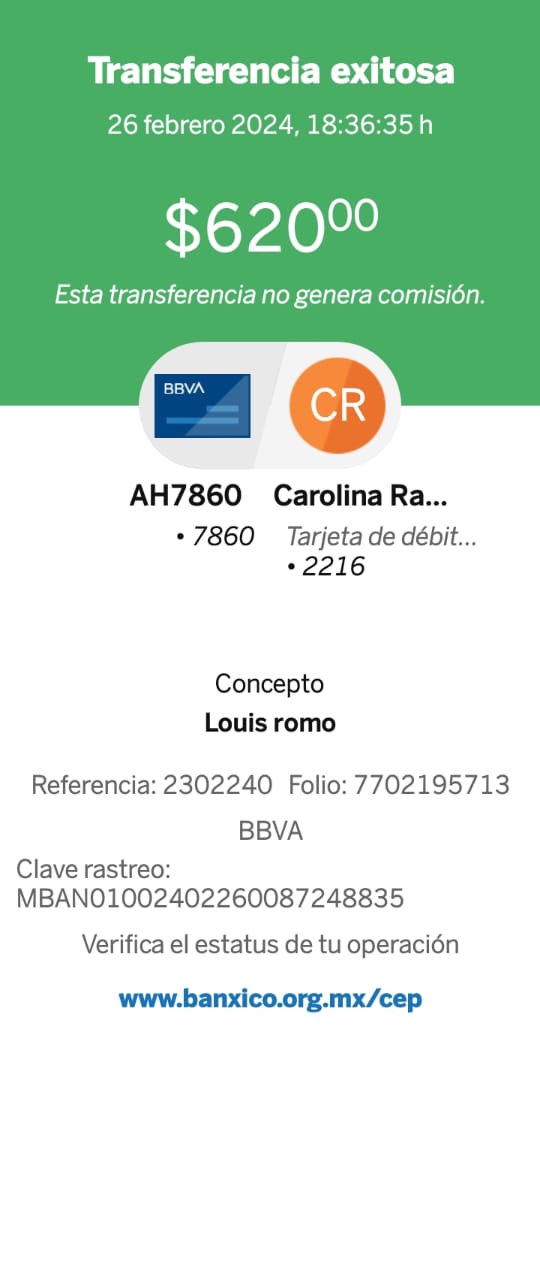 Transferencia exitosa
26 febrero 2024, 18:36:35 h
$620.00
Esta transferencia no genera comisión.
BBVA
CR
AH7860
• 7860
Carolina Ra...
Tarjeta de débit...
• 2216
Concepto
Louis romo
Referencia: 2302240 Folio: 7702195713
BBVA
Clave rastreo:
MBAN01002402260087248835
Verifica el estatus de tu operación
www.banxico.org.mx/cep